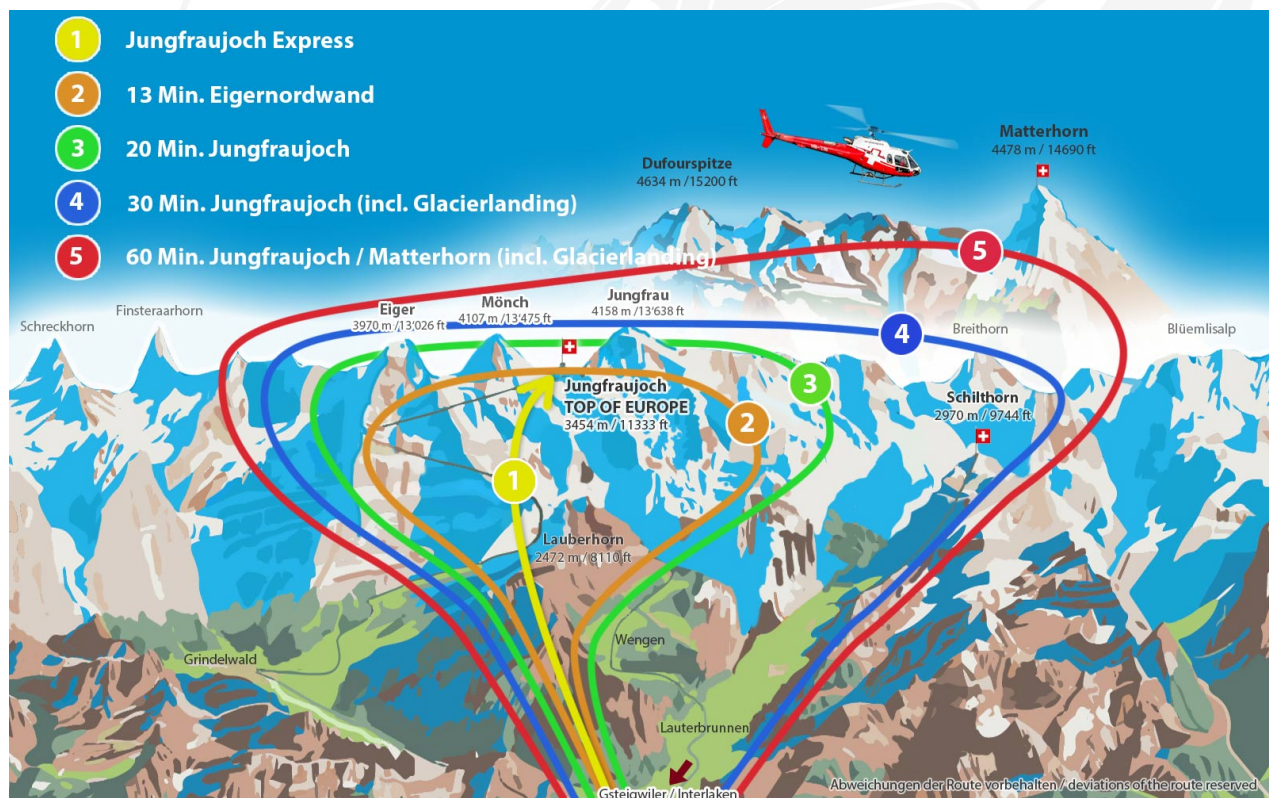 1 Jungfraujoch Express
2 13 Min. Eigernordwand
3 20 Min. Jungfraujoch
4 30 Min. Jungfraujoch (incl. Glacierlanding)
5 60 Min. Jungfraujoch / Matterhorn (incl. Glacierlanding)
Matterhorn
4478 m / 14690 ft
Dufourspitze
4634 m /15200 ft
5
Schreckhorn
Finsteraarhorn
Eiger
3970 m /13'026 ft
Mönch
4107 m /13'475 ft
Jungfrau
4158 m /13'638 ft
4
Breithorn
Blüemlisalp
3
Jungfraujoch
TOP OF EUROPE
3454 m / 11333 ft
2
Schilthorn
2970 m / 9744 ft
1
Lauberhorn
2472 m / 8110 ft
Wengen
Grindelwald
Lauterbrunnen
Gsteigwiler / Interlaken
Abweichungen der Route vorbehalten / deviations of the route reserved